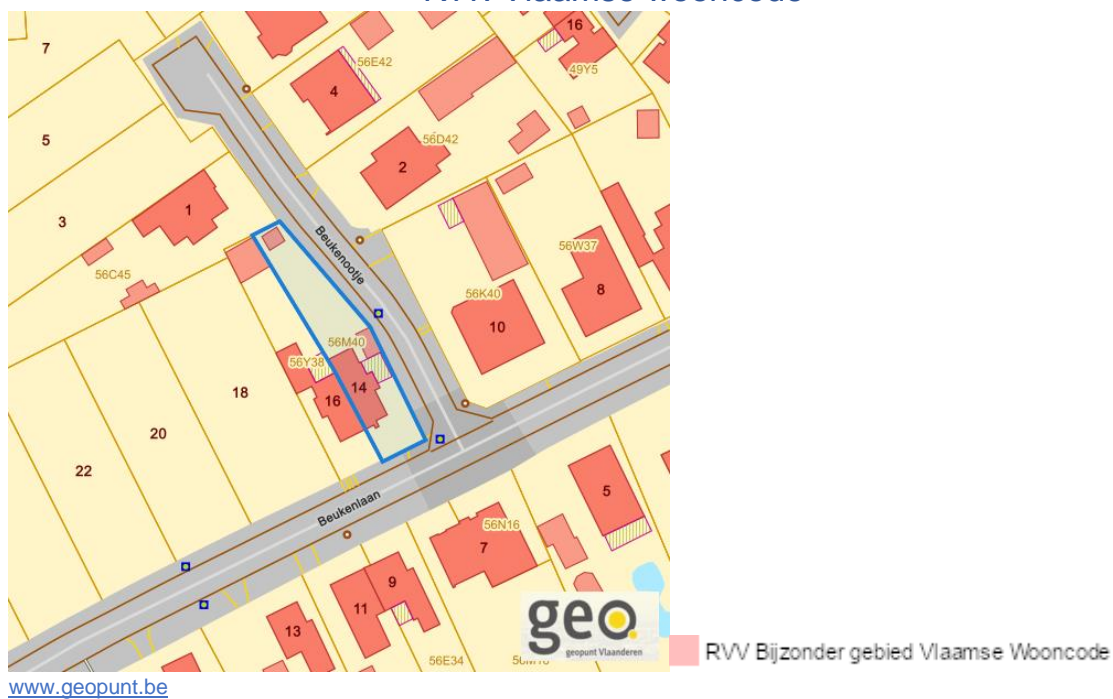 RVV Vlaamse wooncode
7
16
56E42
49Y5
4
5
56D42
2
1
3
Beukenootje
56C45
56W37
56K40
8
10
56M40
56Y38
14
18
16
20
22
5
Beukenlaan
56N16
7
9
11
13
geo
geopunt Vlaanderen
56E34
RVV Bijzonder gebied Vlaamse Wooncode
www.geopunt.be